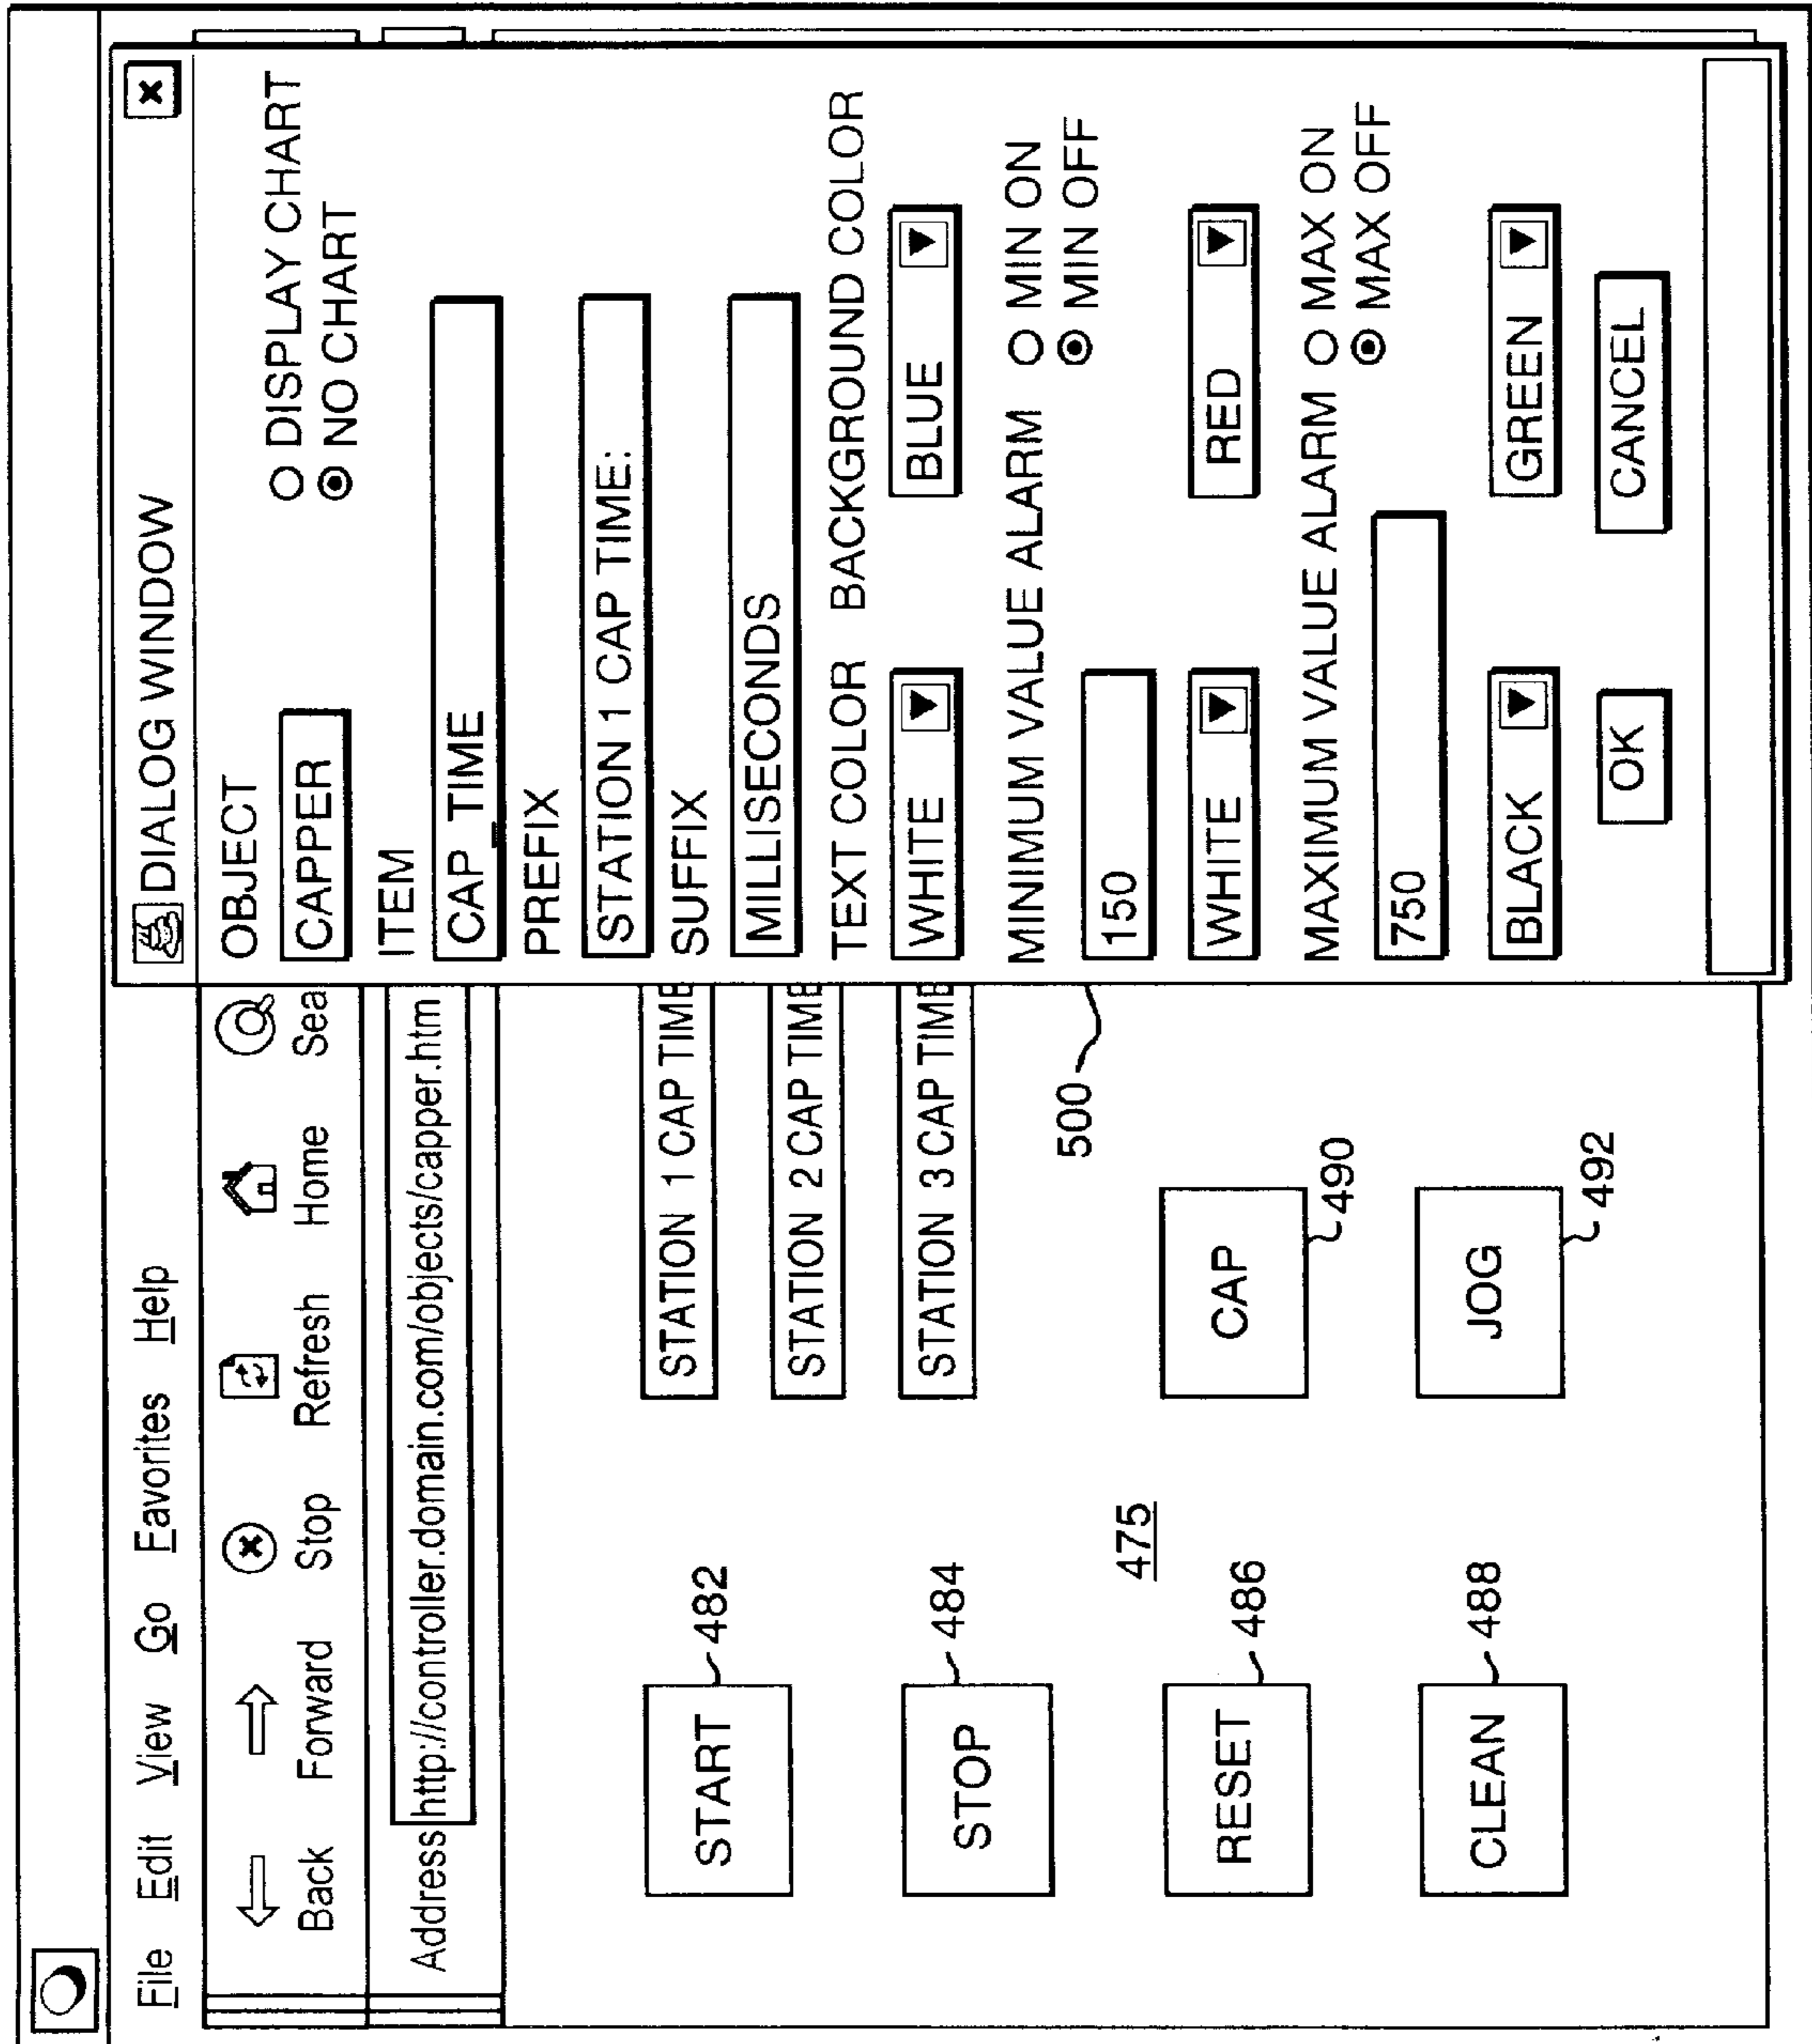 File Edit View Go Favorites Help
Back Forward Stop Refresh Home Sea
Address http://controller.domain.com/objects/capper.htm
START
482
STOP
484
RESET
486
CLEAN
488
475
STATION 1 CAP TIME
STATION 2 CAP TIME
STATION 3 CAP TIME
500
CAP
490
JOG
492
DIALOG WINDOW
OBJECT
CAPPER
DISPLAY CHART
NO CHART
ITEM
CAP_TIME
PREFIX
STATION 1 CAP TIME:
SUFFIX
MILLISECONDS
TEXT COLOR BACKGROUND COLOR
WHITE BLUE
MINIMUM VALUE ALARM MIN ON
MIN OFF
150
WHITE RED
MAXIMUM VALUE ALARM MAX ON
MAX OFF
750
BLACK GREEN
OK CANCEL